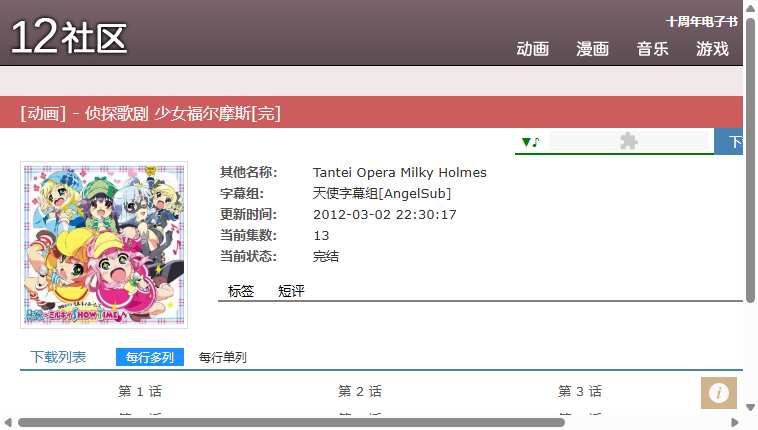 12社区
十周年电子书
动画 漫画 音乐 游戏
[动画] - 侦探歌剧 少女福尔摩斯[完]
▼♪
其他名称: Tantei Opera Milky Holmes
字幕组: 天使字幕组[AngelSub]
更新时间: 2012-03-02 22:30:17
当前集数: 13
当前状态: 完结
标签 短评
SHOW TIME♪
下载列表 每行多列 每行单列
第 1 话 第 2 话 第 3 话